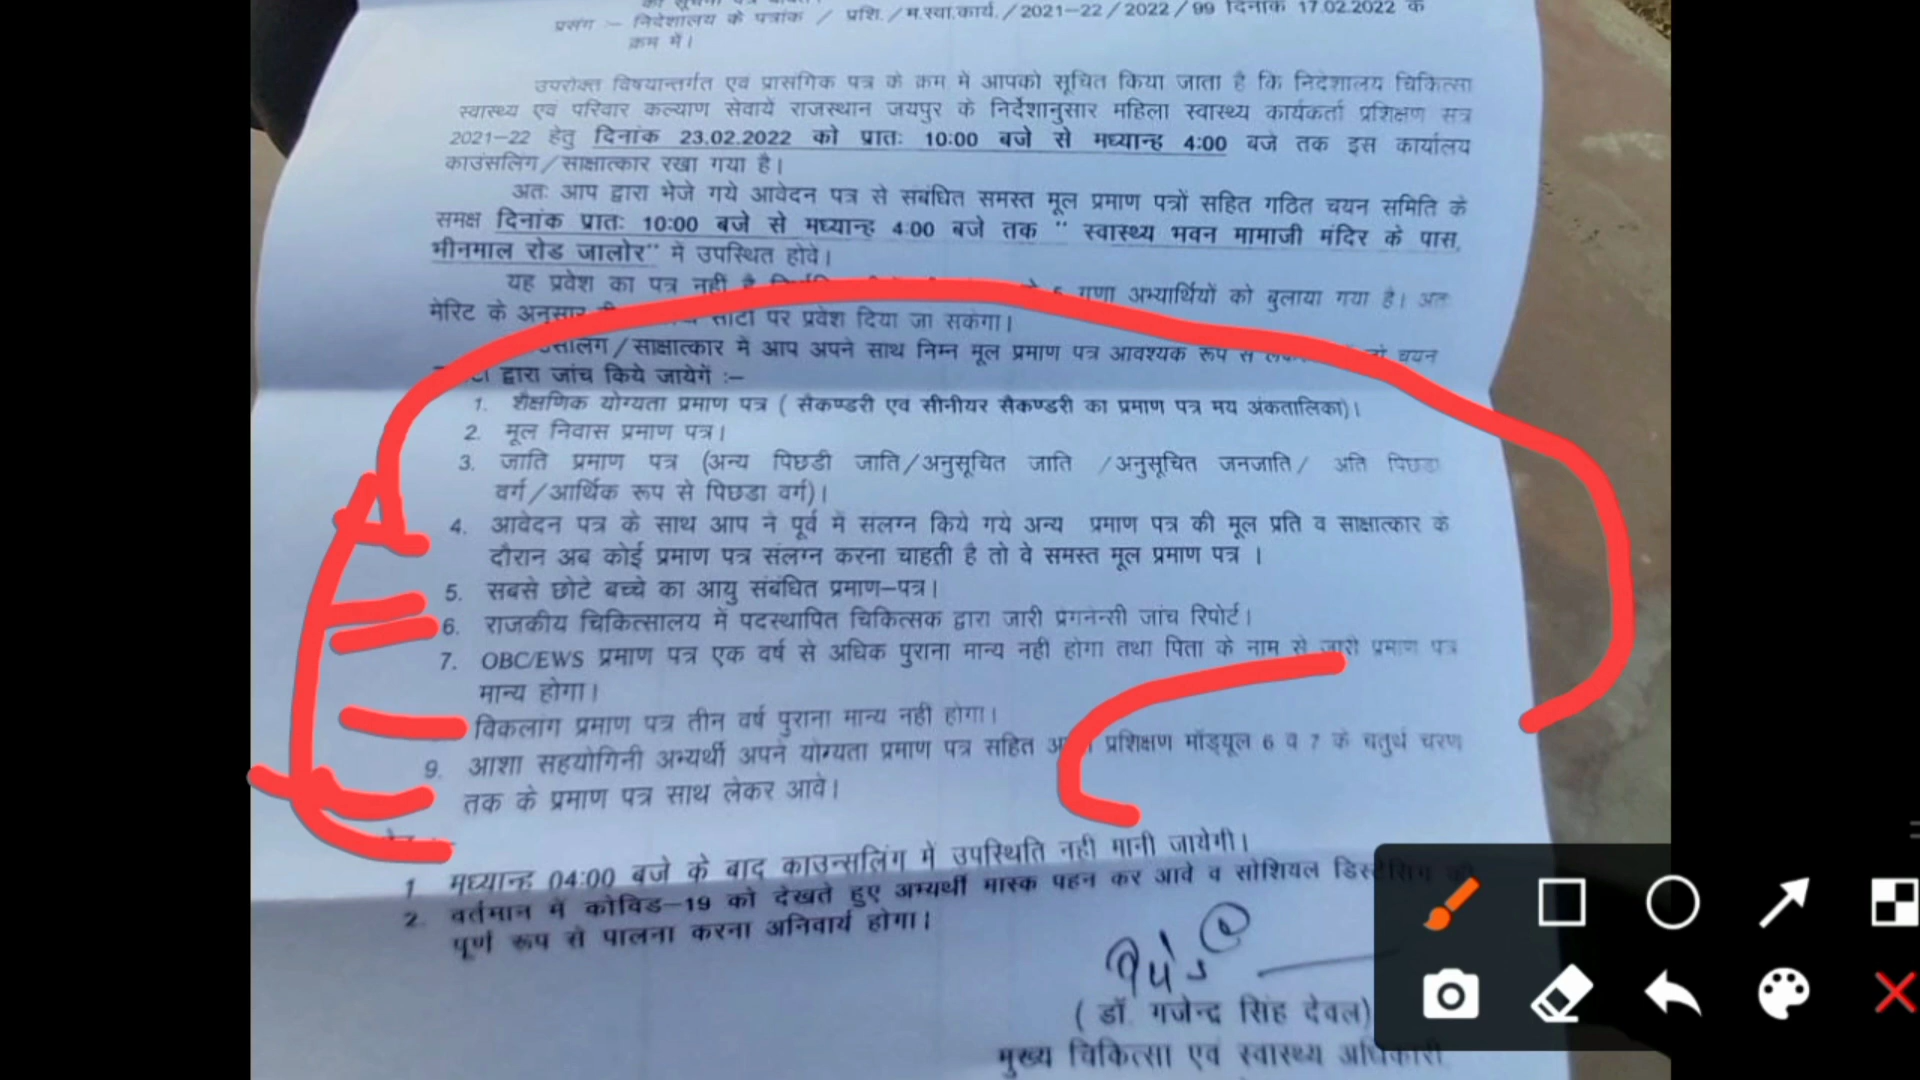 प्रसंग :– निदेशालय के पत्रांक / प्रशि./म.स्वा.कार्य./2021–22/2022/99 दिनांक 17.02.2022 के
क्रम में।
उपरोक्त विषयान्तर्गत एवं प्रासंगिक पत्र के क्रम में आपको सूचित किया जाता है कि निदेशालय चिकित्सा
स्वास्थ्य एवं परिवार कल्याण सेवायें राजस्थान जयपुर के निर्देशानुसार महिला स्वास्थ्य कार्यकर्ता प्रशिक्षण सत्र
2021–22 हेतु दिनांक 23.02.2022 को प्रातः 10:00 बजे से मध्यान्ह 4:00 बजे तक इस कार्यालय
काउंसलिंग/साक्षात्कार रखा गया है।
अतः आप द्वारा भेजे गये आवेदन पत्र से संबंधित समस्त मूल प्रमाण पत्रों सहित गठित चयन समिति के
समक्ष दिनांक प्रातः 10:00 बजे से मध्यान्ह 4:00 बजे तक " स्वास्थ्य भवन मामाजी मंदिर के पास,
भीनमाल रोड जालोर" में उपस्थित होवे।
यह प्रवेश का पत्र नही है गुणा अभ्यार्थियों को बुलाया गया है। अतः
मेरिट के अनुसार सीटों पर प्रवेश दिया जा सकेगा।
/साक्षात्कार में आप अपने साथ निम्न मूल प्रमाण पत्र आवश्यक रूप से चयन
द्वारा जांच किये जायेगें :–
1. शैक्षणिक योग्यता प्रमाण पत्र ( सैकण्डरी एवं सीनीयर सैकण्डरी का प्रमाण पत्र मय अंकतालिका)।
2. मूल निवास प्रमाण पत्र।
3. जाति प्रमाण पत्र (अन्य पिछडी जाति/अनुसूचित जाति /अनुसूचित जनजाति/ अति पिछडा
वर्ग/आर्थिक रूप से पिछडा वर्ग)।
4. आवेदन पत्र के साथ आप ने पूर्व में संलग्न किये गये अन्य प्रमाण पत्र की मूल प्रति व साक्षात्कार के
दौरान अब कोई प्रमाण पत्र संलग्न करना चाहती है तो वे समस्त मूल प्रमाण पत्र ।
5. सबसे छोटे बच्चे का आयु संबंधित प्रमाण–पत्र।
6. राजकीय चिकित्सालय में पदस्थापित चिकित्सक द्वारा जारी प्रेगनेन्सी जांच रिपोर्ट।
7. OBC/EWS प्रमाण पत्र एक वर्ष से अधिक पुराना मान्य नही होगा तथा पिता के नाम से जारी प्रमाण पत्र
मान्य होगा।
विकलांग प्रमाण पत्र तीन वर्ष पुराना मान्य नही होगा।
9. आशा सहयोगिनी अभ्यर्थी अपने योग्यता प्रमाण पत्र सहित प्रशिक्षण मॉड्यूल 6 व 7 के चतुर्थ चरण
तक के प्रमाण पत्र साथ लेकर आवे।
1 मध्यान्ह 04:00 बजे के बाद काउन्सलिंग में उपस्थिति नही मानी जायेगी।
2. वर्तमान में कोविड–19 को देखते हुए अभ्यर्थी मास्क पहन कर आवे व सोशियल डिस्टेंसिंग की
पूर्ण रूप से पालना करना अनिवार्य होगा।
( डॉ. गजेन्द्र सिंह देवल)
मुख्य चिकित्सा एवं स्वास्थ्य अधिकारी